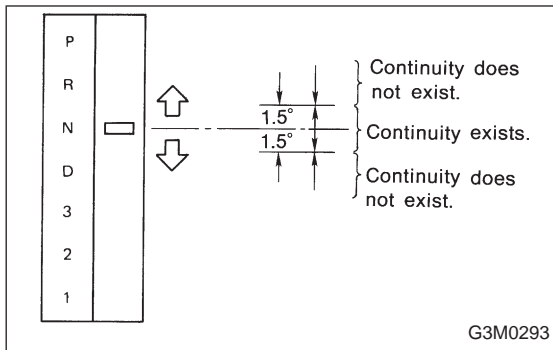 P
R
N
D
3
2
1
1.5°
1.5°
Continuity does
not exist.
Continuity exists.
Continuity does
not exist.
G3M0293